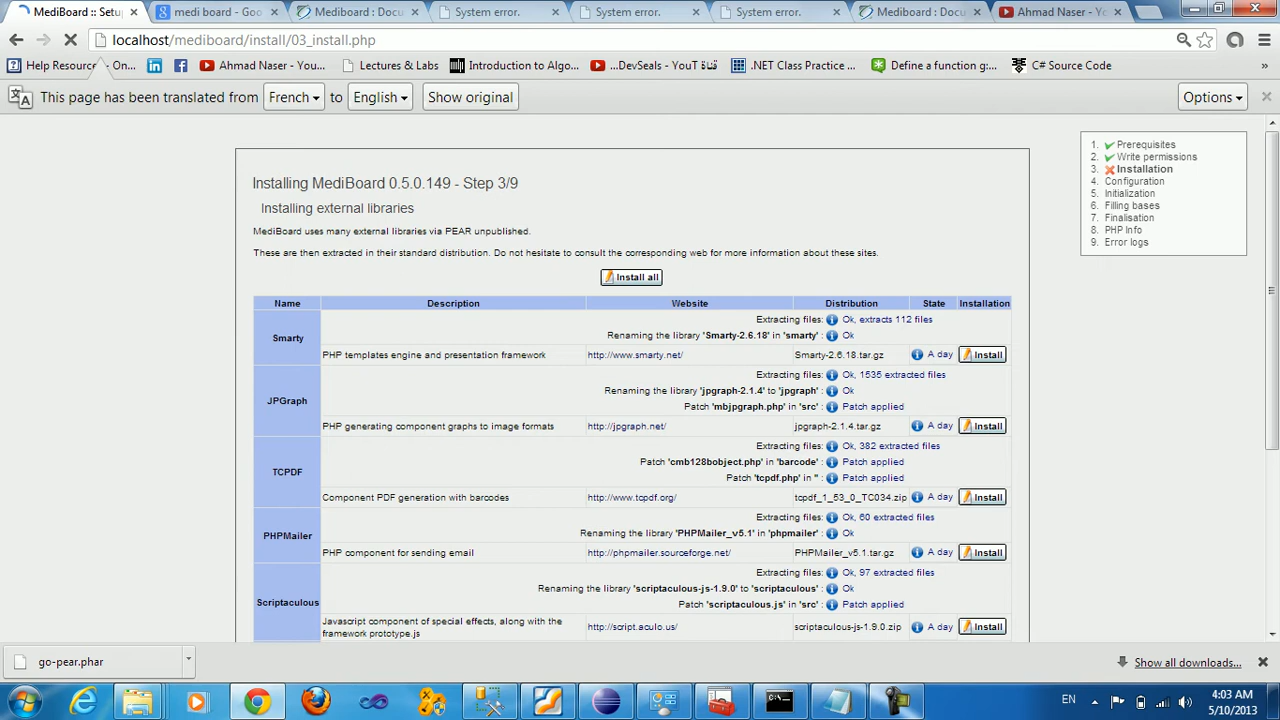 MediBoard :: Setu
medi board - Goo
Mediboard : Docu
System error.
System error.
System error.
Mediboard : Docu
Ahmad Naser - Yo
localhost/mediboard/install/03_install.php
Help Resource
On...
Ahmad Naser - You...
Lectures & Labs
Introduction to Algo...
...DevSeals - YouT
.NET Class Practice ...
Define a function g:...
C# Source Code
»
This page has been translated from French to English Show original Options
Installing MediBoard 0.5.0.149 - Step 3/9
Installing external libraries
MediBoard uses many external libraries via PEAR unpublished.
These are then extracted in their standard distribution. Do not hesitate to consult the corresponding web for more information about these sites.
Install all
Name Description Website Distribution State Installation
Smarty
Extracting files: Ok, extracts 112 files
Renaming the library 'Smarty-2.6.18' in 'smarty' : Ok
PHP templates engine and presentation framework http://www.smarty.net/ Smarty-2.6.18.tar.gz A day Install
JPGraph
Extracting files: Ok, 1535 extracted files
Renaming the library 'jpgraph-2.1.4' to 'jpgraph' : Ok
Patch 'mbjpgraph.php' in 'src' : Patch applied
PHP generating component graphs to image formats http://jpgraph.net/ jpgraph-2.1.4.tar.gz A day Install
TCPDF
Extracting files: Ok, 382 extracted files
Patch 'cmb128bobject.php' in 'barcode' : Patch applied
Patch 'tcpdf.php' in '' : Patch applied
Component PDF generation with barcodes http://www.tcpdf.org/ tcpdf_1_53_0_TC034.zip A day Install
PHPMailer
Extracting files: Ok, 60 extracted files
Renaming the library 'PHPMailer_v5.1' in 'phpmailer' : Ok
PHP component for sending email http://phpmailer.sourceforge.net/ PHPMailer_v5.1.tar.gz A day Install
Scriptaculous
Extracting files: Ok, 97 extracted files
Renaming the library 'scriptaculous-js-1.9.0' to 'scriptaculous' : Ok
Patch 'scriptaculous.js' in 'src' : Patch applied
Javascript component of special effects, along with the
framework prototype.js
http://script.aculo.us/ scriptaculous-js-1.9.0.zip A day Install
1. Prerequisites
2. Write permissions
3. Installation
4. Configuration
5. Initialization
6. Filling bases
7. Finalisation
8. PHP Info
9. Error logs
go-pear.phar
Show all downloads...
EN
4:03 AM
5/10/2013